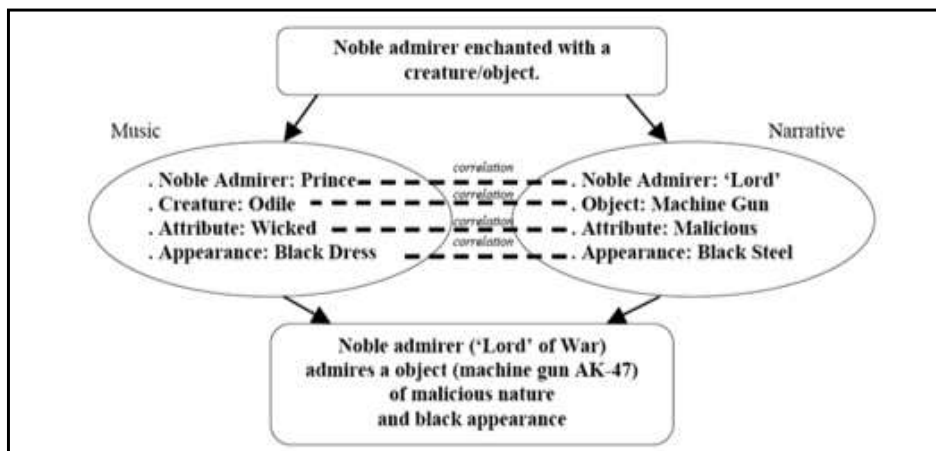 Noble admirer enchanted with a
creature/object.
Music
Narrative
. Noble Admirer: Prince
correlation
. Noble Admirer: ‘Lord’
. Creature: Odile
correlation
. Object: Machine Gun
. Attribute: Wicked
correlation
. Attribute: Malicious
. Appearance: Black Dress
correlation
. Appearance: Black Steel
Noble admirer (‘Lord’ of War)
admires a object (machine gun AK-47)
of malicious nature
and black appearance